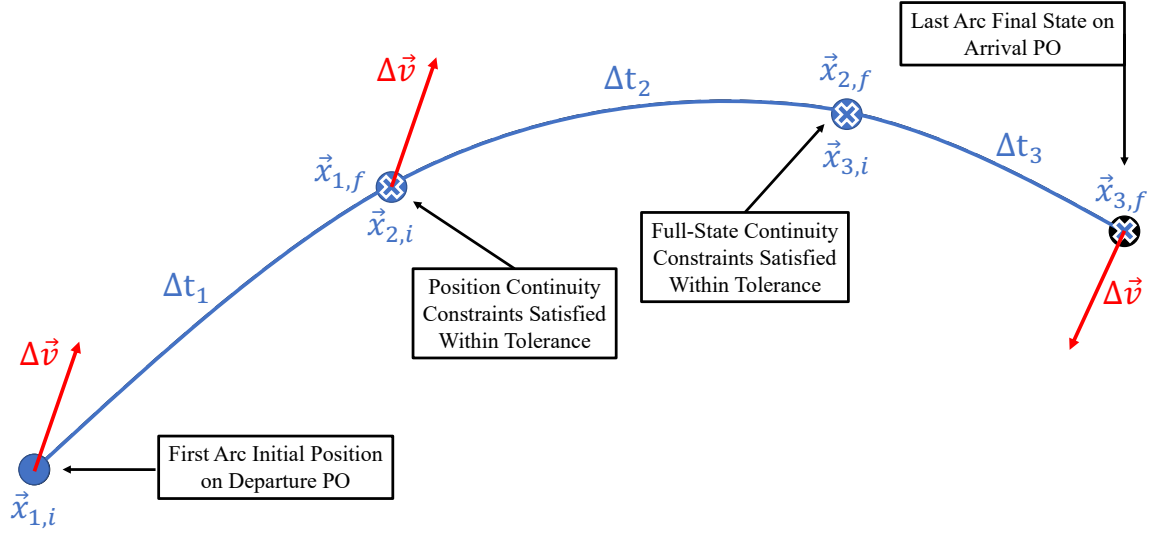 Last Arc Final State on
Arrival PO
Δv⃗
Δt₂
x⃗₂,f
x⃗₁,f
x⃗₂,i
x⃗₃,i
Δt₃
x⃗₃,f
Full-State Continuity
Constraints Satisfied
Within Tolerance
Δt₁
Position Continuity
Constraints Satisfied
Within Tolerance
Δv⃗
Δv⃗
First Arc Initial Position
on Departure PO
x⃗₁,i